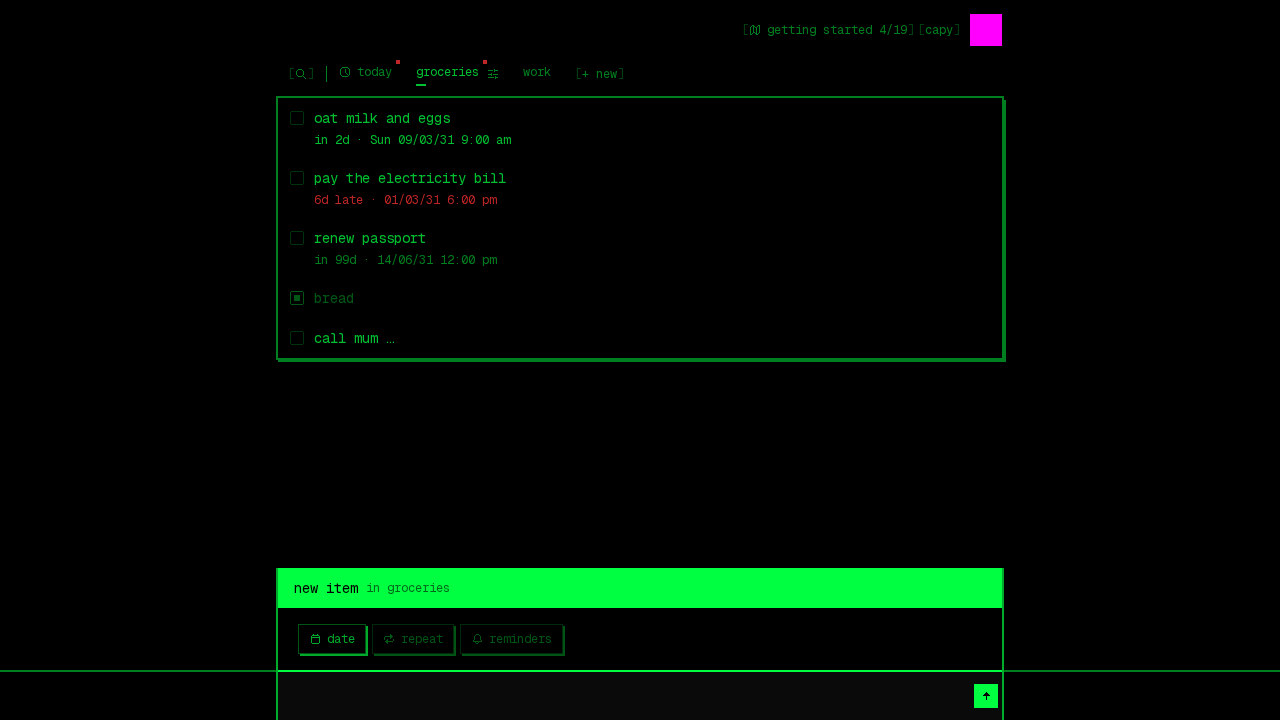 [getting started 4/19] [capy]
[ ] today groceries work [+ new]
oat milk and eggs
in 2d · Sun 09/03/31 9:00 am
pay the electricity bill
6d late · 01/03/31 6:00 pm
renew passport
in 99d · 14/06/31 12:00 pm
bread
call mum …
new item in groceries
date repeat reminders